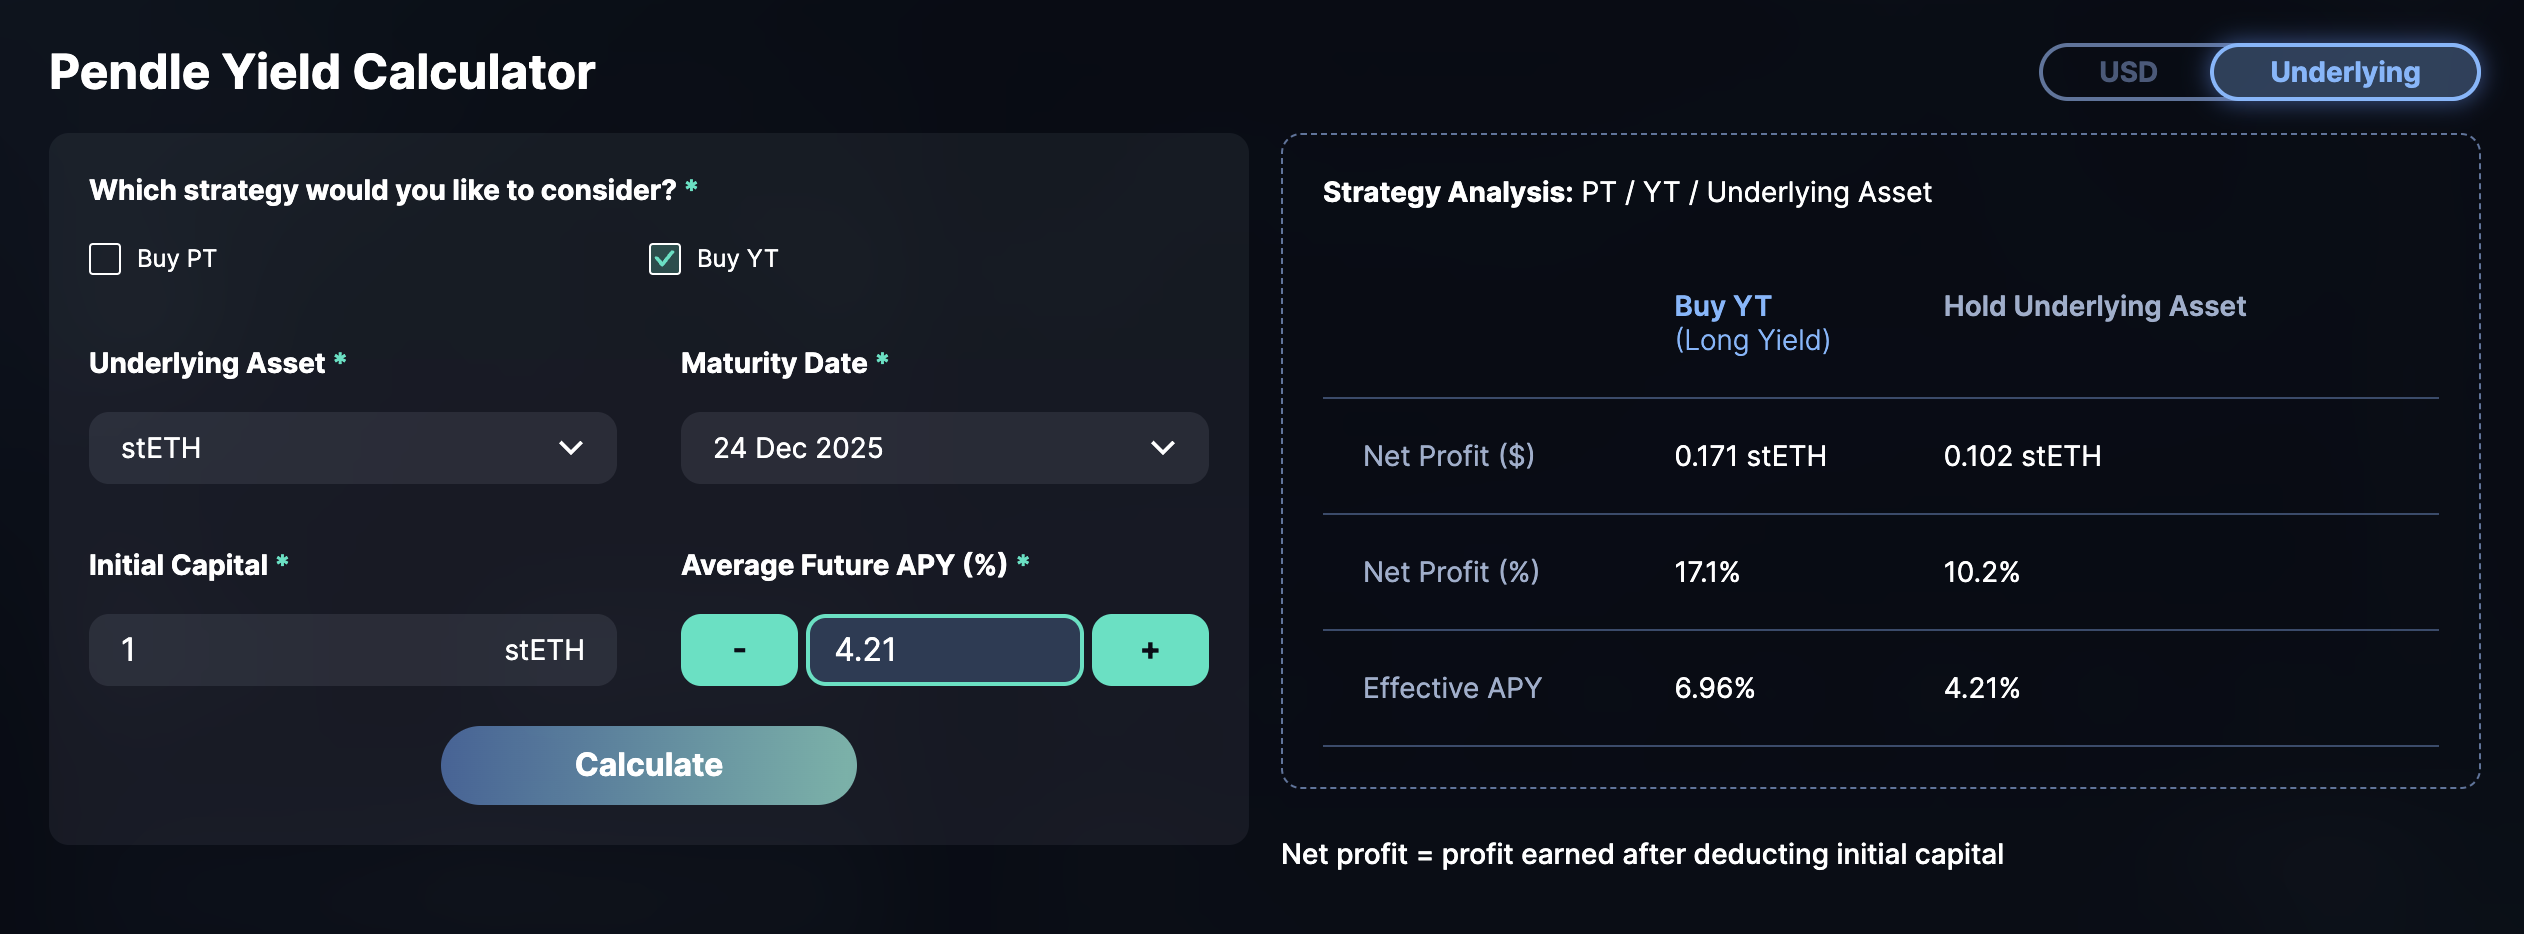 Pendle Yield Calculator
USD
Underlying
Which strategy would you like to consider? *
Buy PT
Buy YT
Underlying Asset *
Maturity Date *
stETH
24 Dec 2025
Initial Capital *
Average Future APY (%) *
1
stETH
-
4.21
+
Calculate
Strategy Analysis: PT / YT / Underlying Asset
Buy YT
(Long Yield)
Hold Underlying Asset
Net Profit ($)
0.171 stETH
0.102 stETH
Net Profit (%)
17.1%
10.2%
Effective APY
6.96%
4.21%
Net profit = profit earned after deducting initial capital